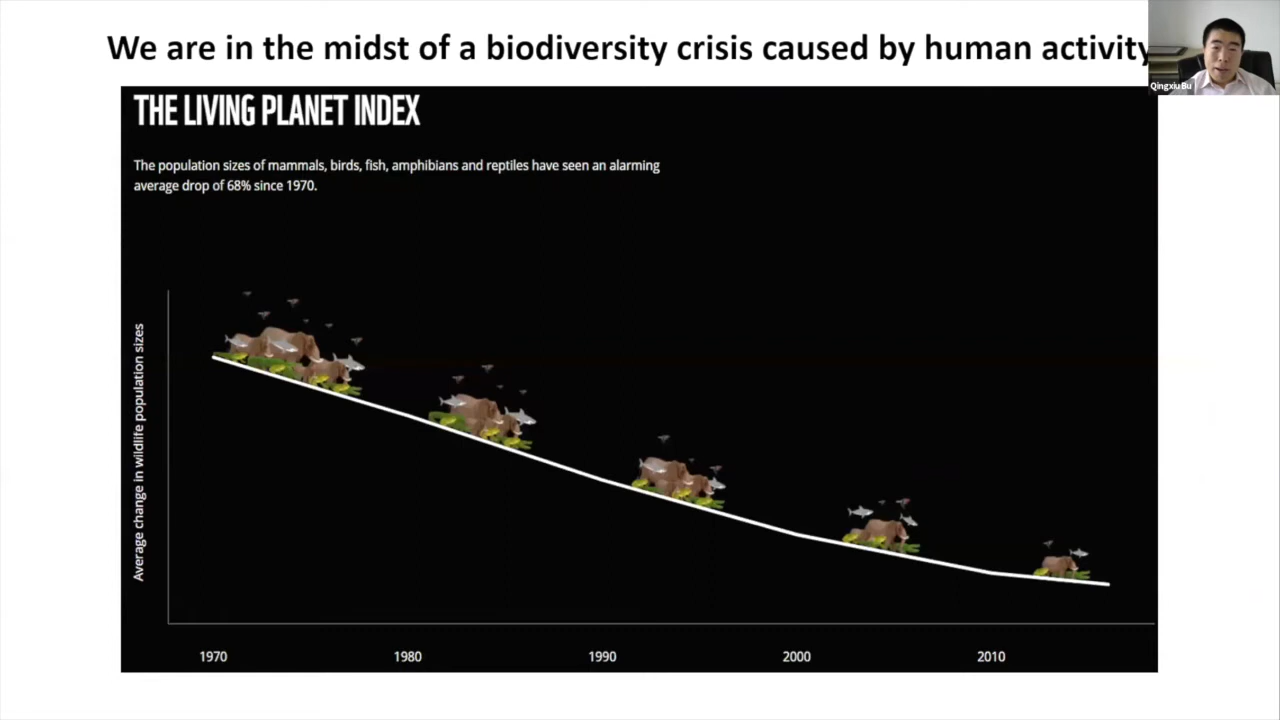 We are in the midst of a biodiversity crisis caused by human activity
Qingxiu Bu
THE LIVING PLANET INDEX
The population sizes of mammals, birds, fish, amphibians and reptiles have seen an alarming
average drop of 68% since 1970.
Average change in wildlife population sizes
1970 1980 1990 2000 2010